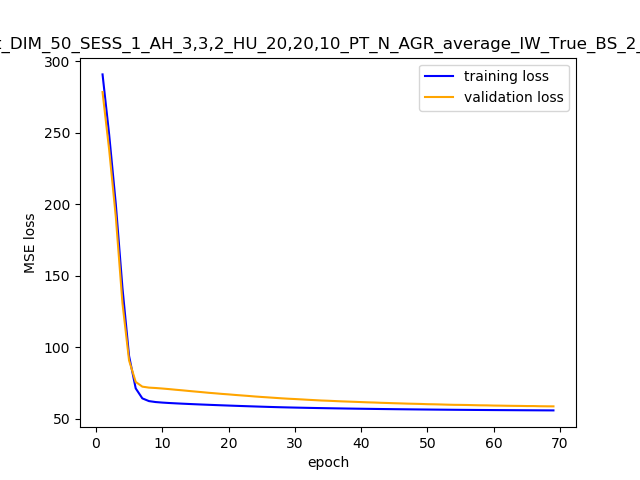 t_DIM_50_SESS_1_AH_3,3,2_HU_20,20,10_PT_N_AGR_average_IW_True_BS_2_
300
250
200
150
100
50
MSE loss
training loss
validation loss
0 10 20 30 40 50 60 70
epoch